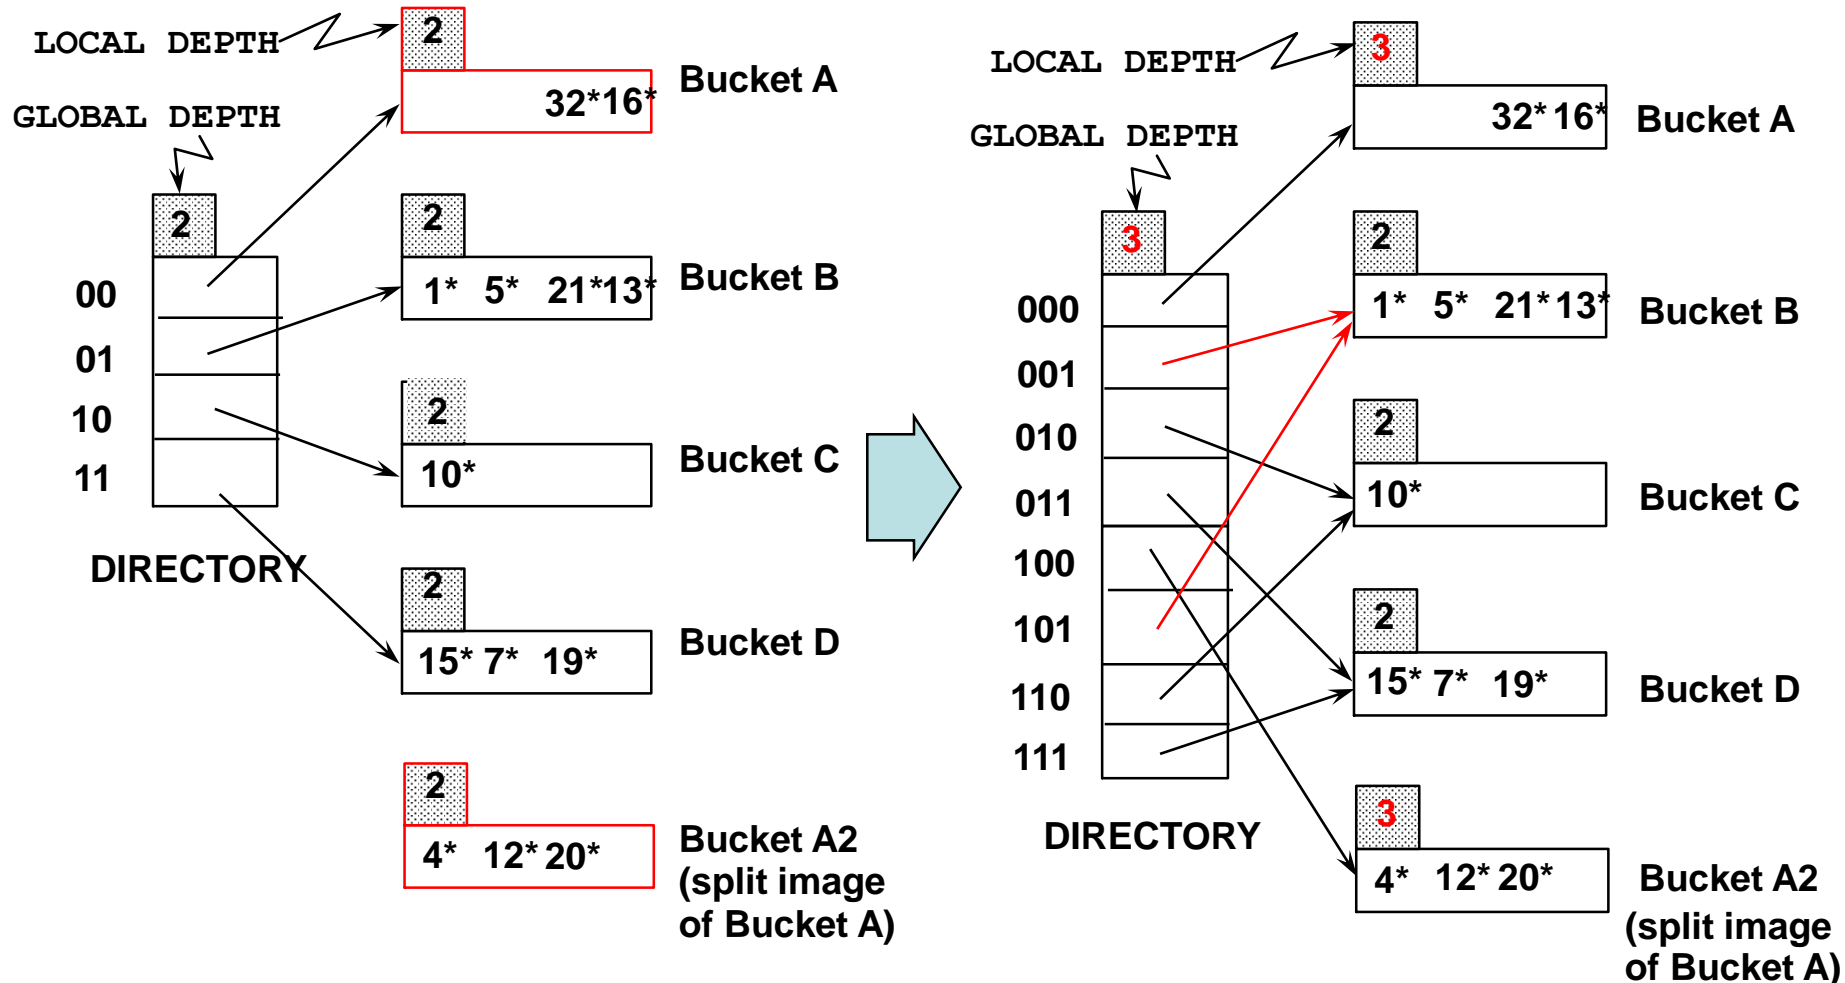 LOCAL DEPTH
2
32* 16*
Bucket A
GLOBAL DEPTH
2
00
01
10
11
DIRECTORY
2
1* 5* 21* 13*
Bucket B
2
10*
Bucket C
2
15* 7* 19*
Bucket D
2
4* 12* 20*
Bucket A2
(split image
of Bucket A)
LOCAL DEPTH
3
32* 16*
Bucket A
GLOBAL DEPTH
3
000
001
010
011
100
101
110
111
DIRECTORY
2
1* 5* 21* 13*
Bucket B
2
10*
Bucket C
2
15* 7* 19*
Bucket D
3
4* 12* 20*
Bucket A2
(split image
of Bucket A)